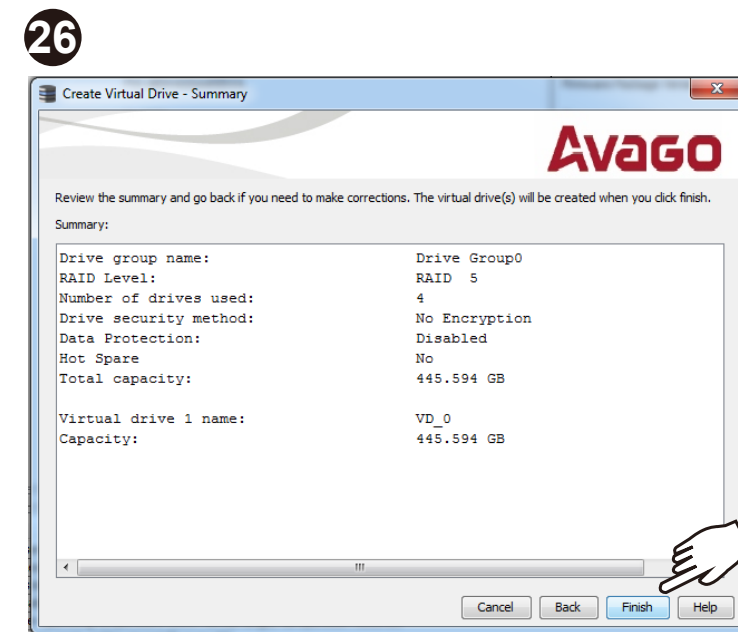 26
Create Virtual Drive - Summary
x
AVAGO
Review the summary and go back if you need to make corrections. The virtual drive(s) will be created when you click finish.
Summary:
Drive group name: Drive Group0
RAID Level: RAID 5
Number of drives used: 4
Drive security method: No Encryption
Data Protection: Disabled
Hot Spare No
Total capacity: 445.594 GB
Virtual drive 1 name: VD_0
Capacity: 445.594 GB
Cancel Back Finish Help